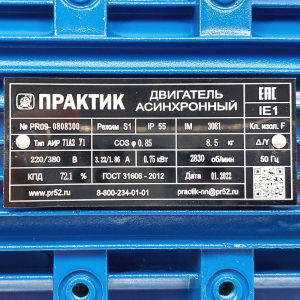 ПРАКТИК ДВИГАТЕЛЬ АСИНХРОННЫЙ EAC IE1
№ PR09-0808300 Режим S1 IP 55 IM 3081 Кл. изол. F
Тип АИР 71А2 У1 COS φ 0,85 8.5 кг Δ/Y
220/380 В 3.22/1.86 А 0,75 кВт 2830 об/мин 50 Гц
КПД 72.1 % ГОСТ 31606 - 2012 Дата 01.2022
www.pr52.ru 8-800-234-01-01 praktik-nn@pr52.ru